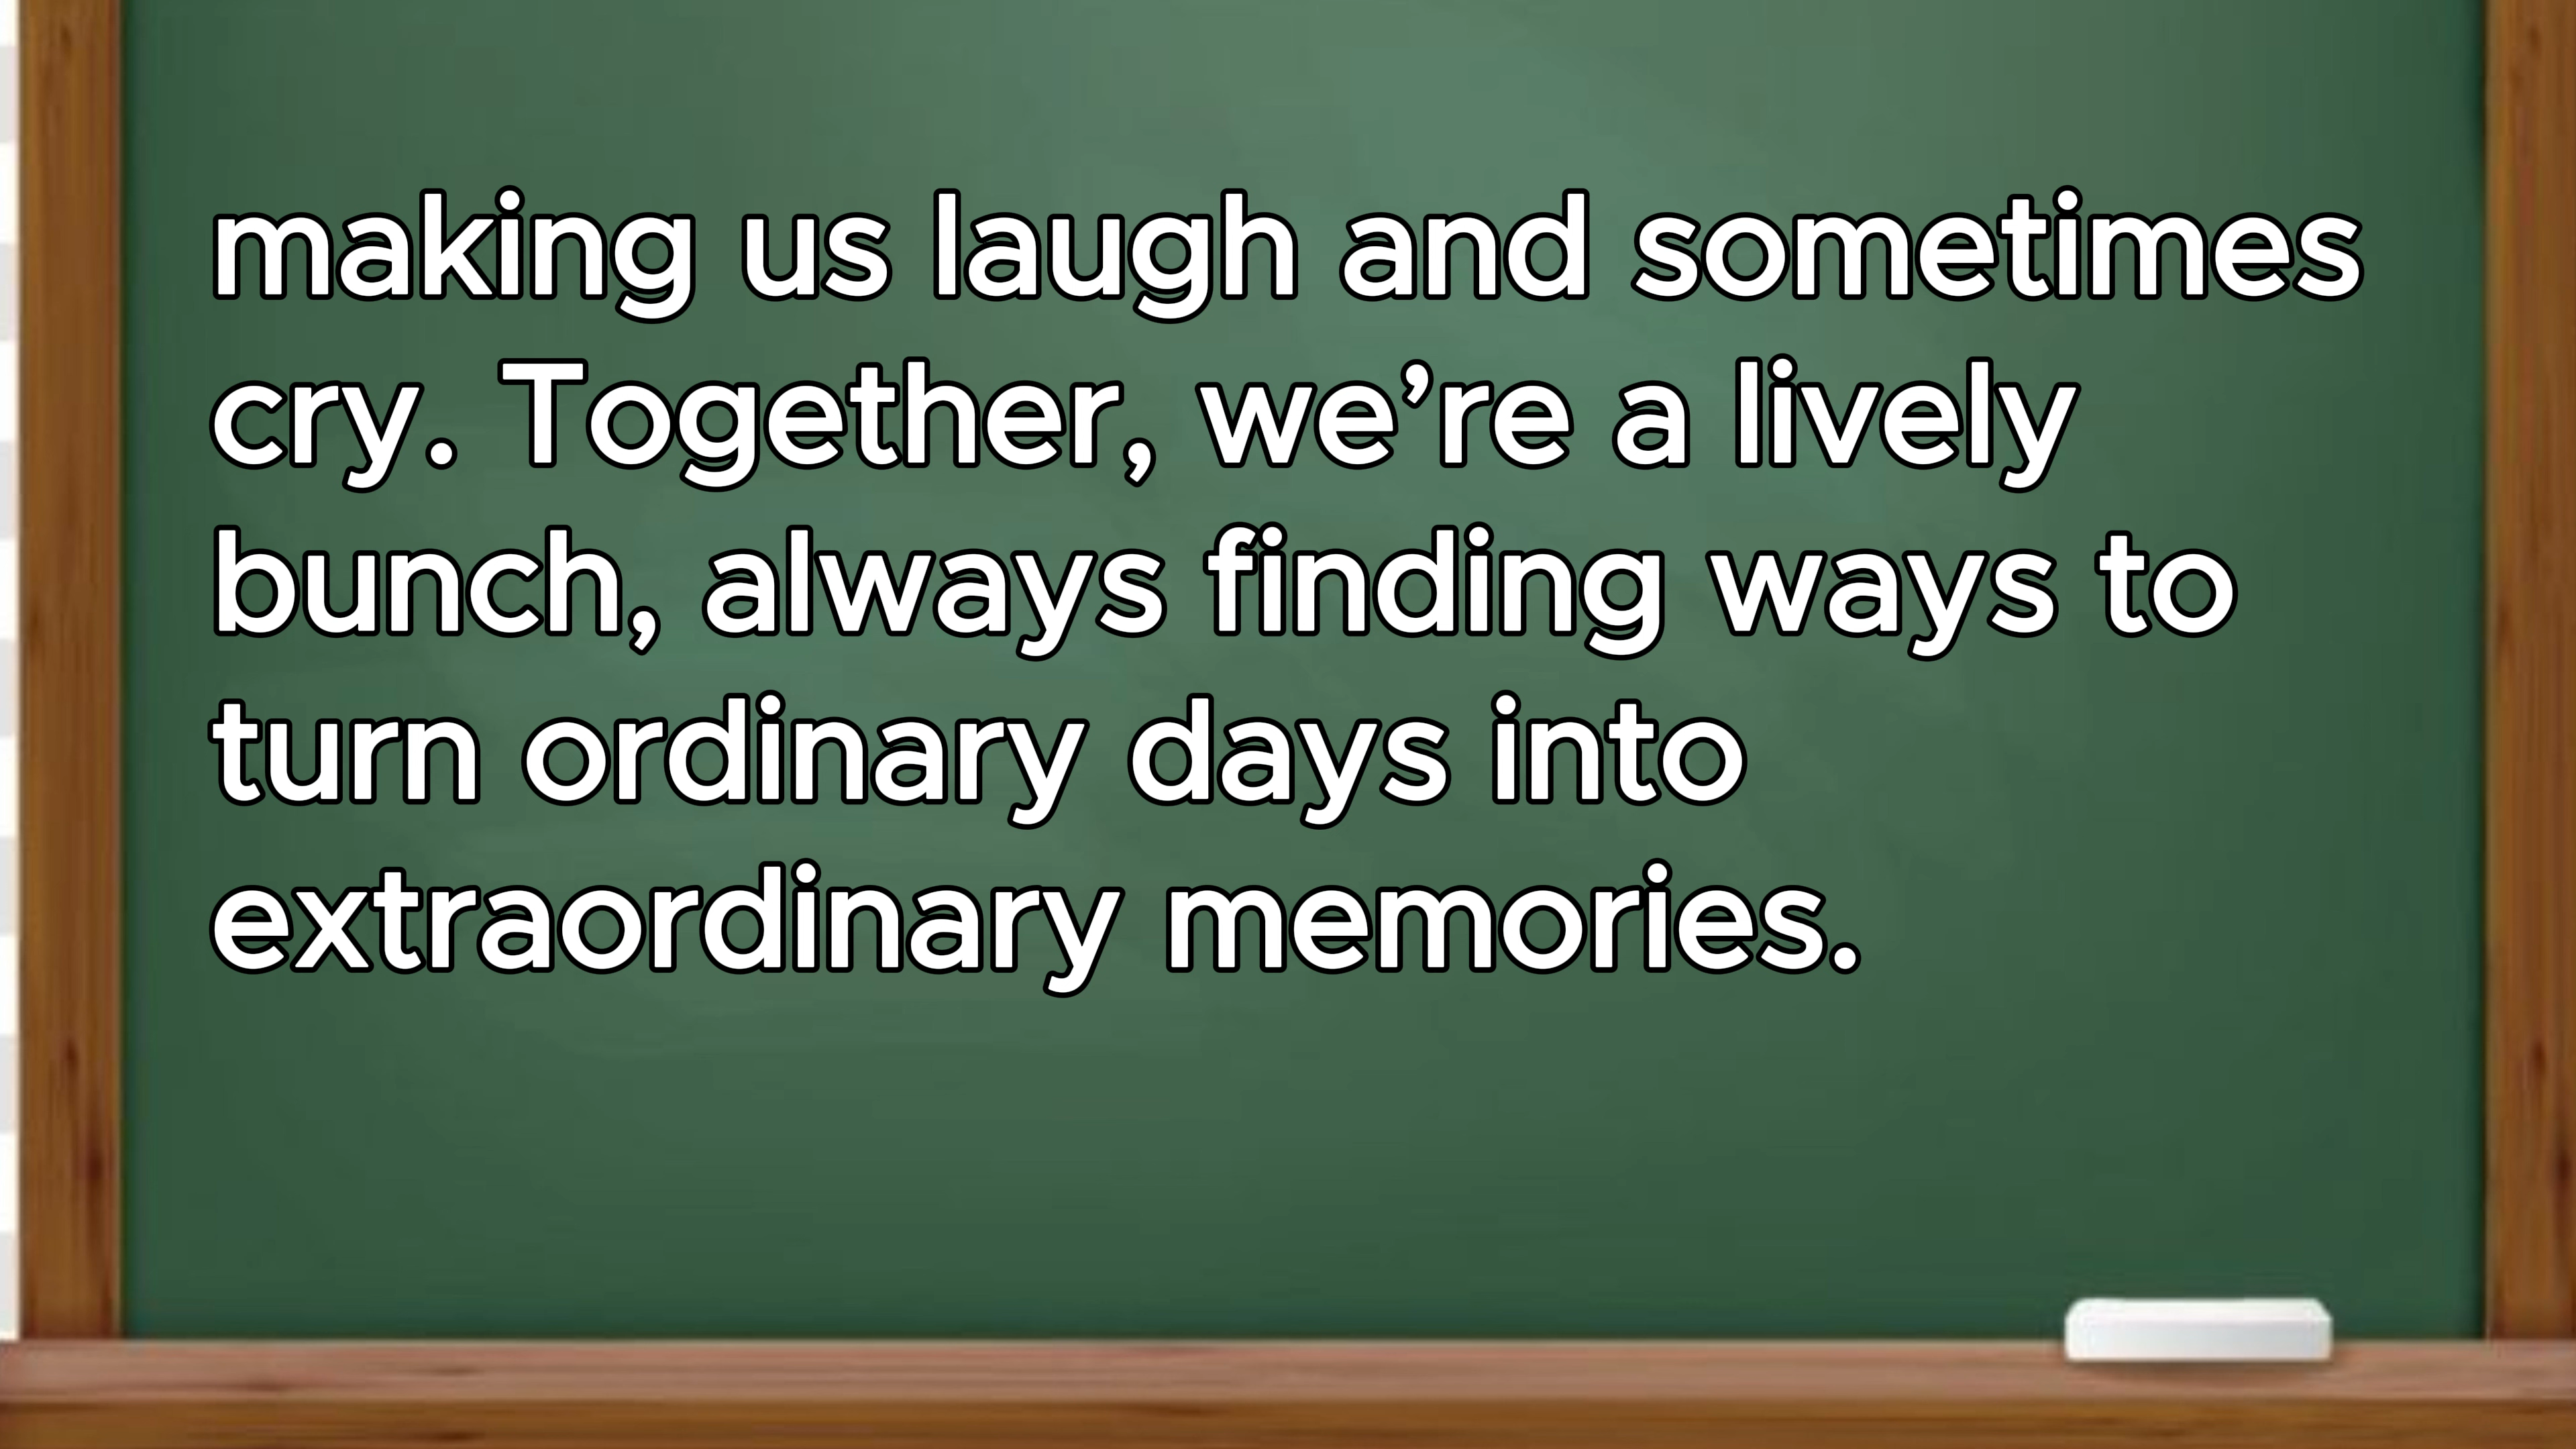 making us laugh and sometimes
cry. Together, we’re a lively
bunch, always finding ways to
turn ordinary days into
extraordinary memories.